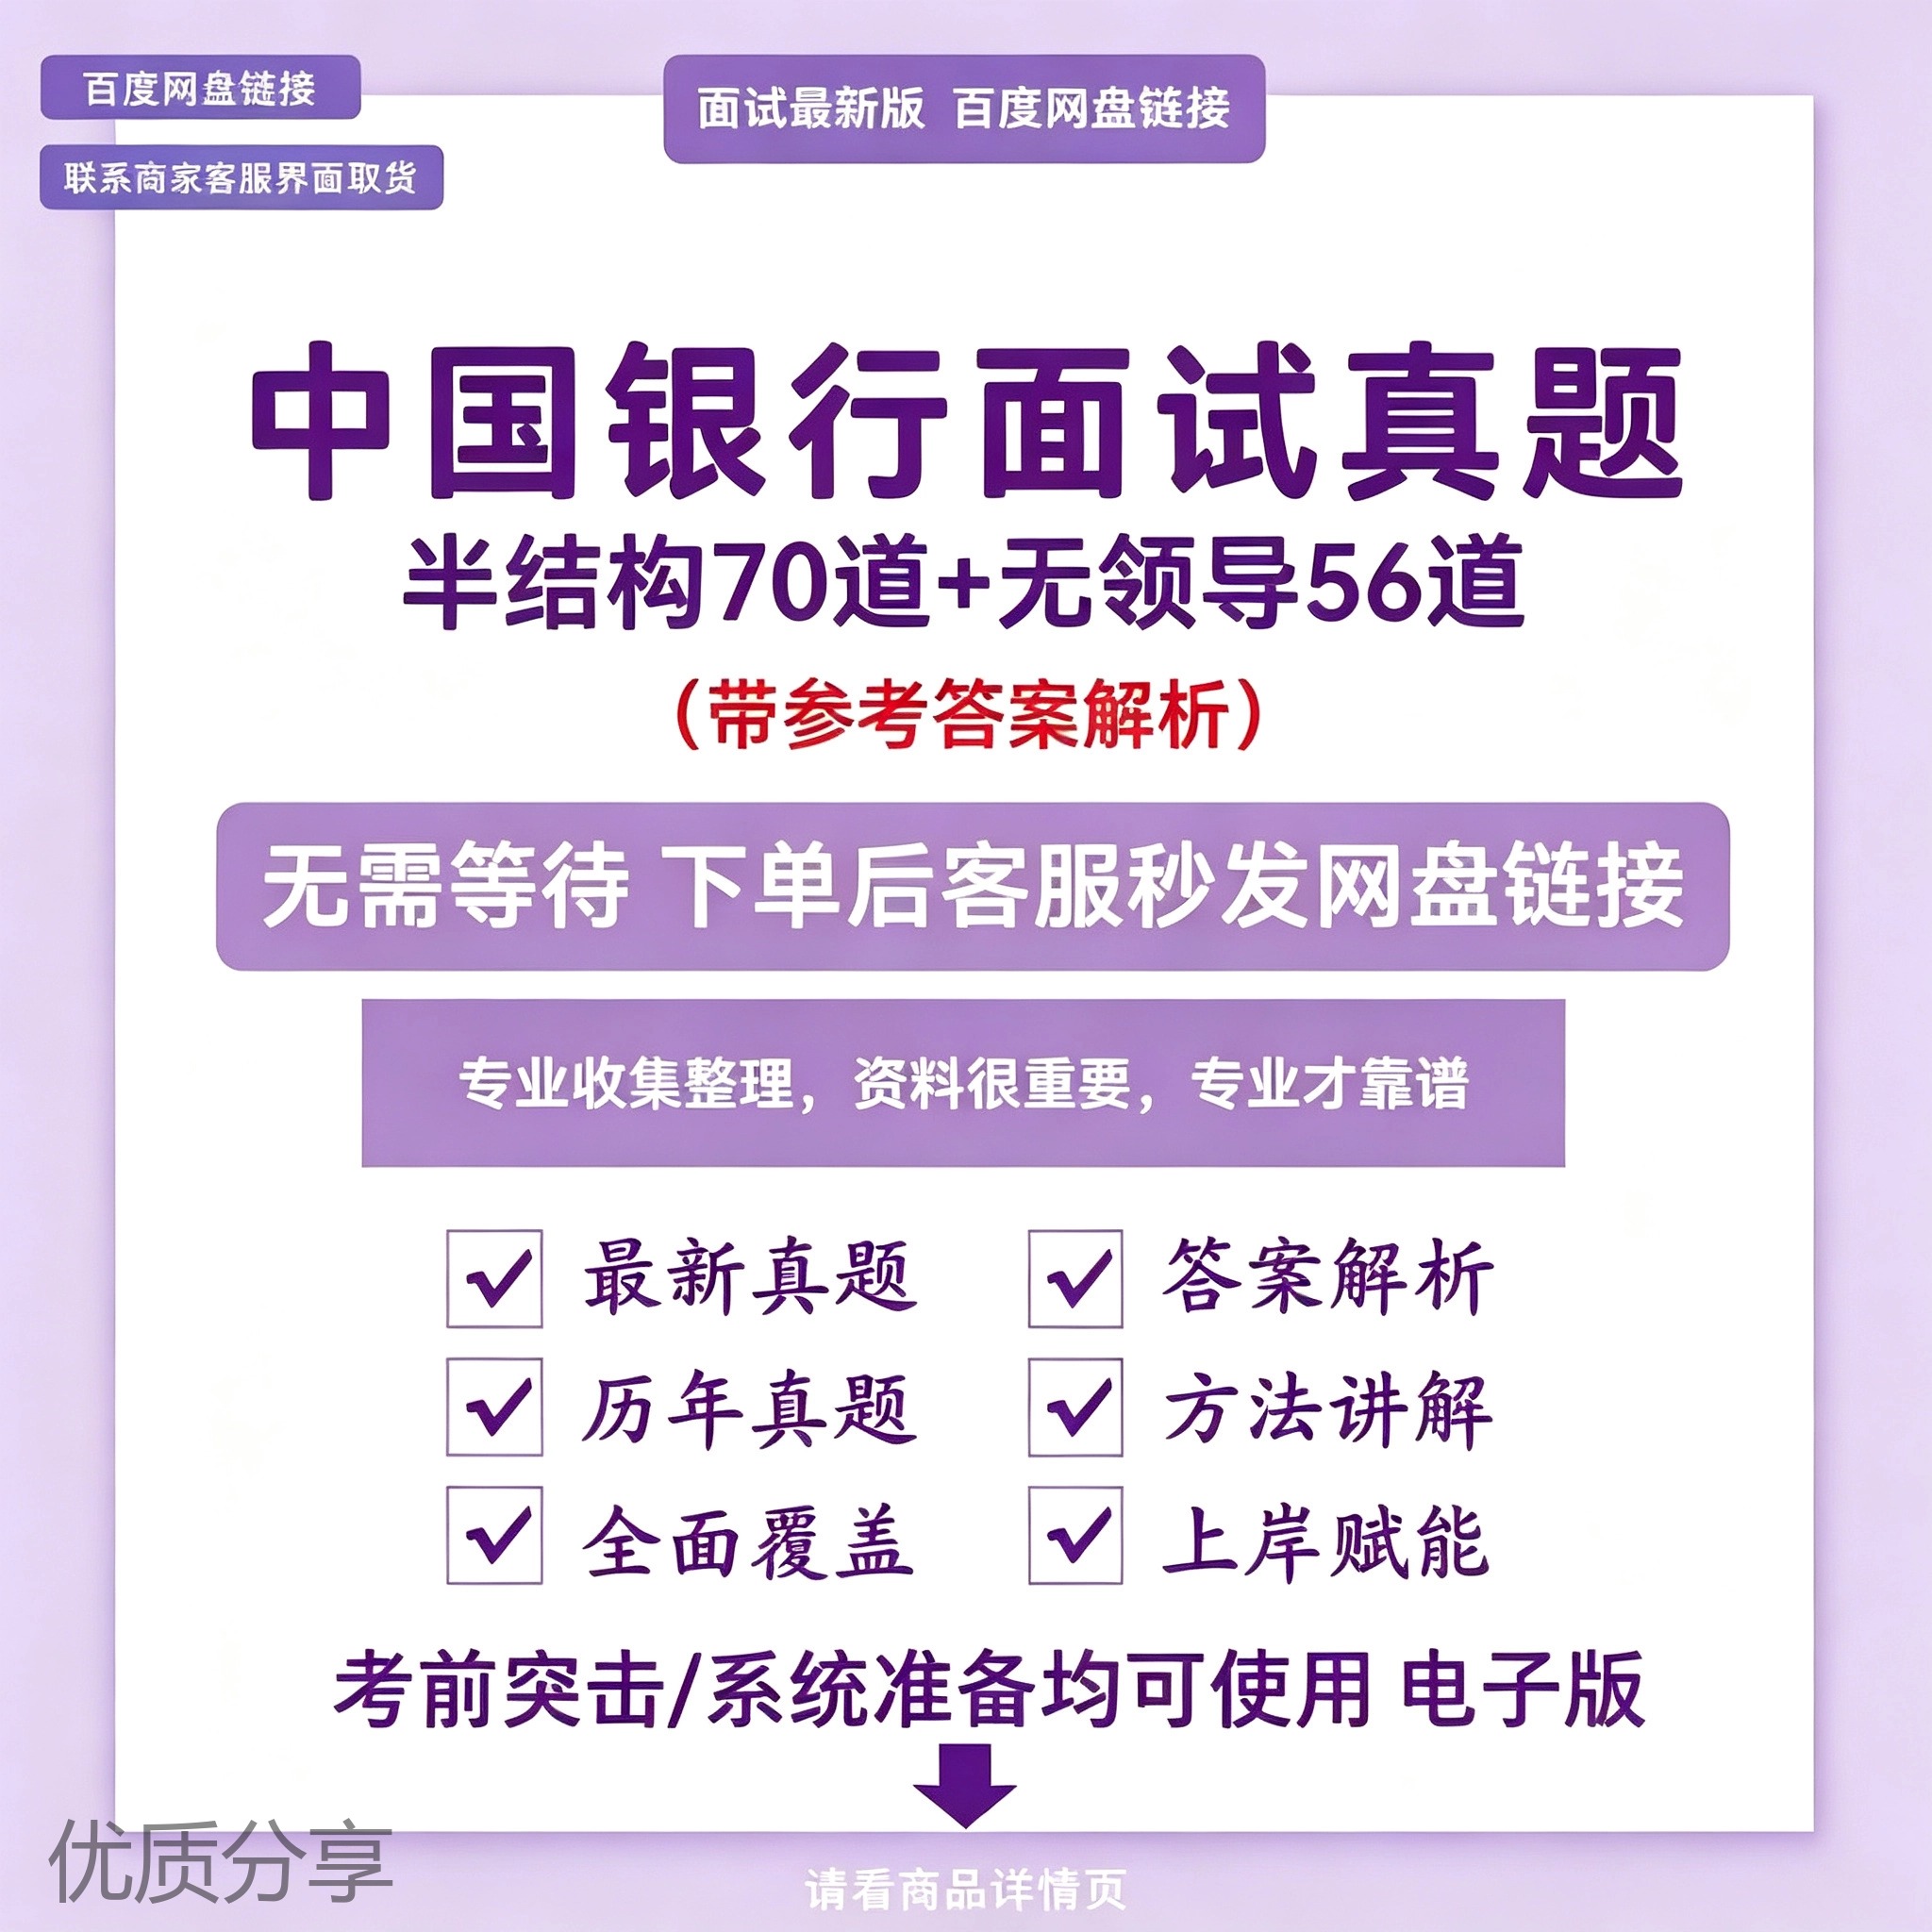 百度网盘链接
面试最新版 百度网盘链接
联系商家客服界面取货
中国银行面试真题
半结构70道+无领导56道
（带参考答案解析）
无需等待 下单后客服秒发网盘链接
专业收集整理，资料很重要，专业才靠谱
最新真题 答案解析
历年真题 方法讲解
全面覆盖 上岸赋能
考前突击/系统准备均可使用 电子版
优质分享
请看商品详情页